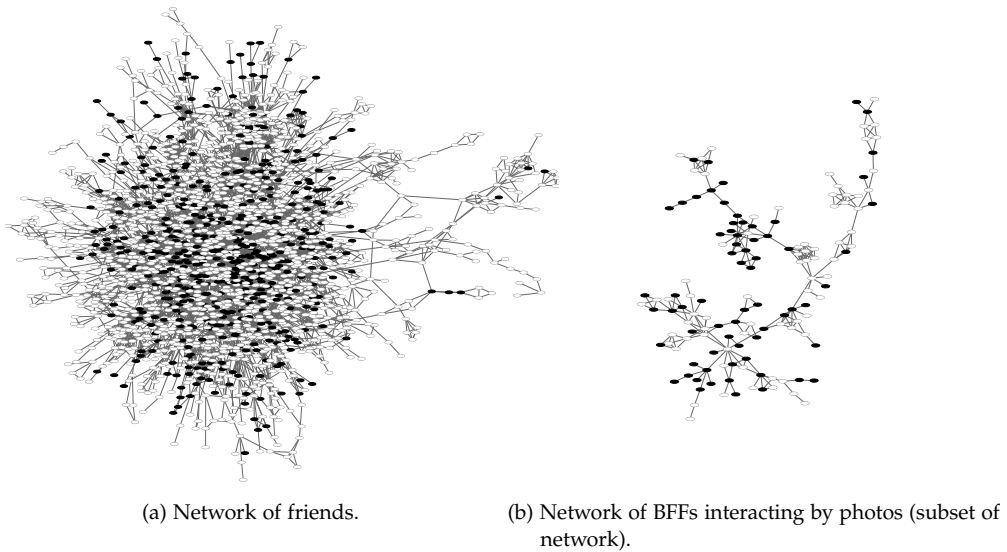 (a) Network of friends.
(b) Network of BFFs interacting by photos (subset of
network).